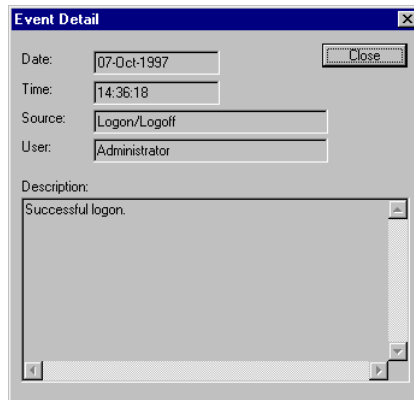 Event Detail
Date: 07-Oct-1997 Close
Time: 14:36:18
Source: Logon/Logoff
User: Administrator
Description:
Successful logon.